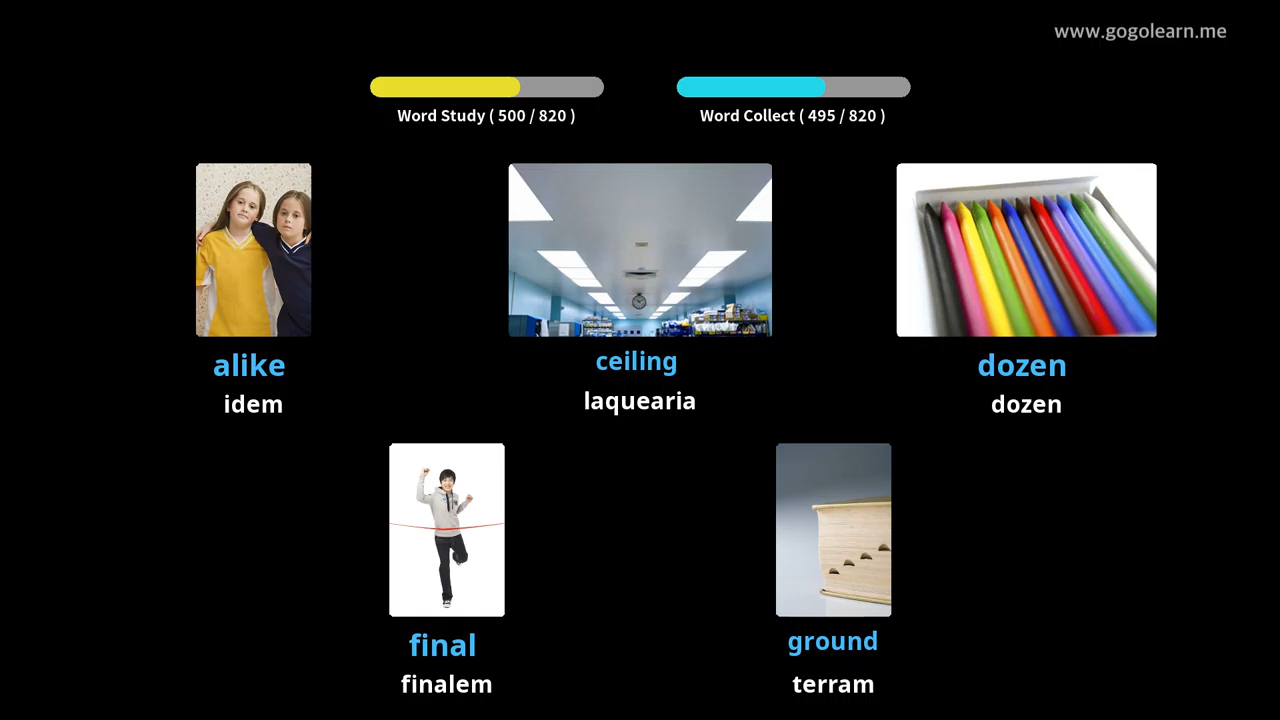 www.gogolearn.me
Word Study ( 500 / 820 )
Word Collect ( 495 / 820 )
alike
idem
ceiling
laquearia
dozen
dozen
final
finalem
ground
terram